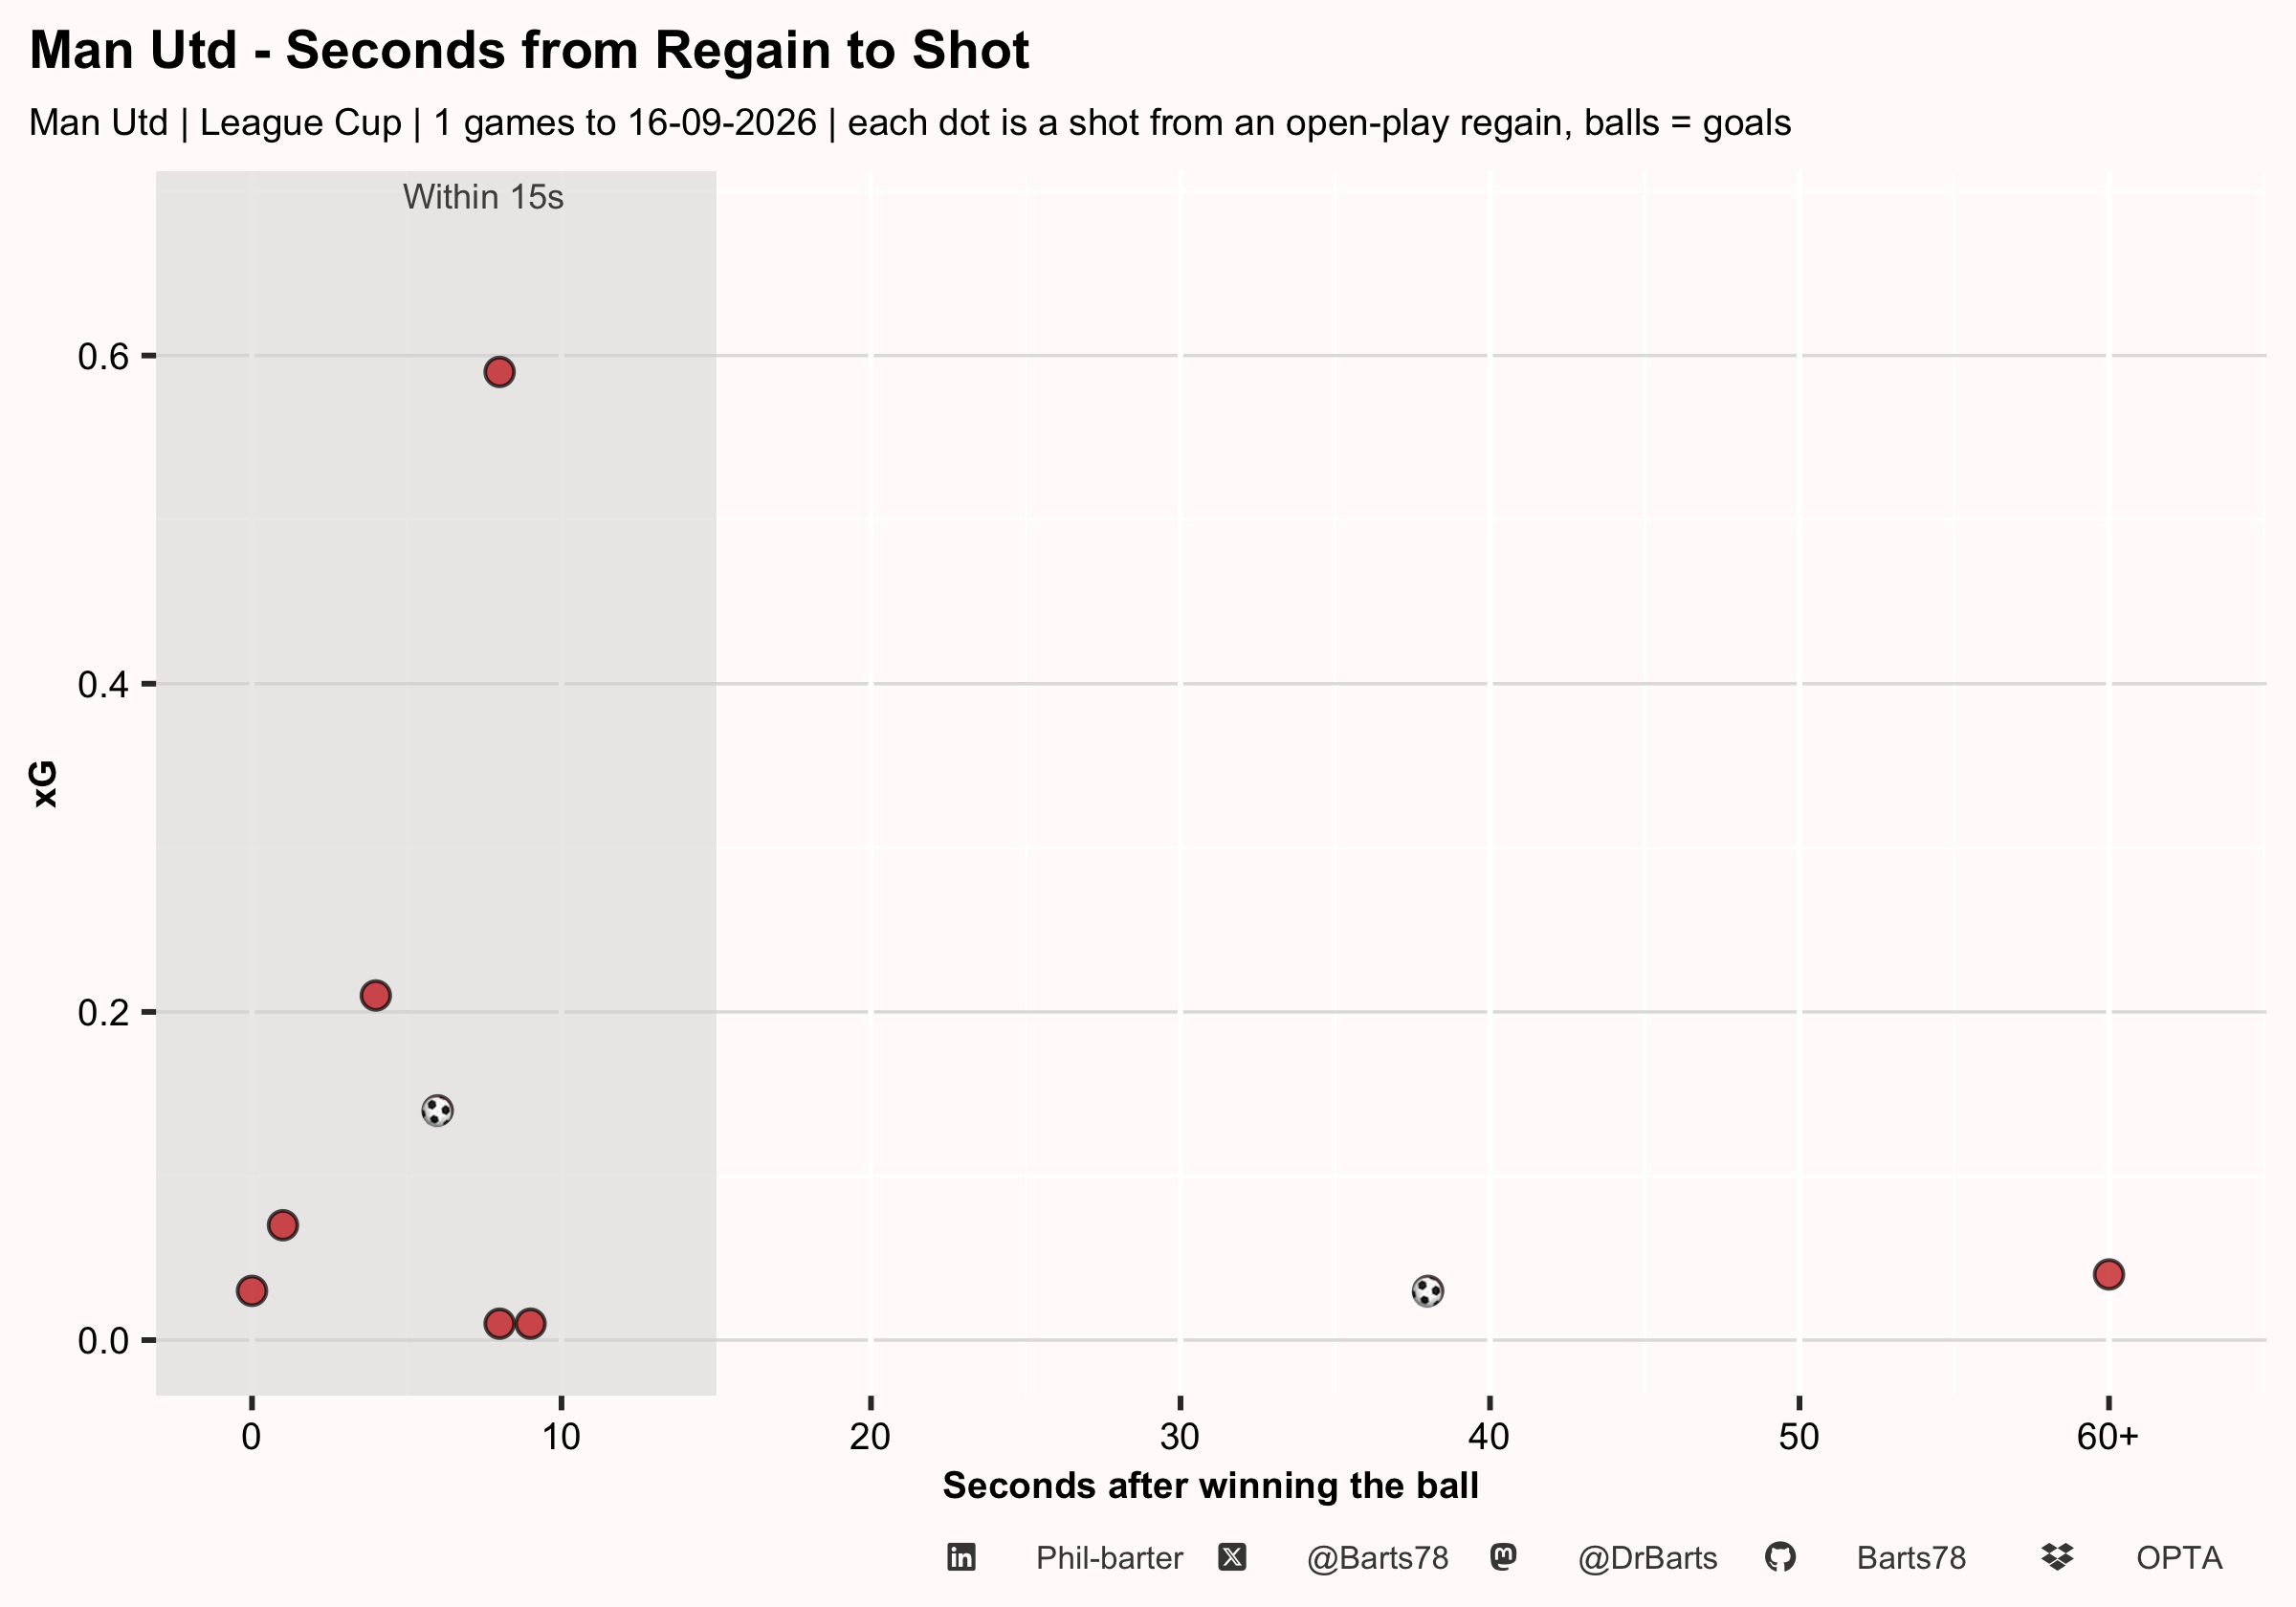 Man Utd - Seconds from Regain to Shot
Man Utd | League Cup | 1 games to 16-09-2026 | each dot is a shot from an open-play regain, balls = goals
Within 15s
0.6
0.4
0.2
0.0
xG
0 10 20 30 40 50 60+
Seconds after winning the ball
Phil-barter @Barts78 @DrBarts Barts78 OPTA